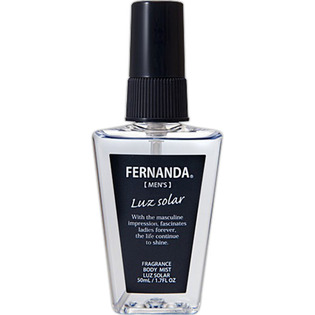 FERNANDA®
[MEN'S]
Luz solar
With the masculine
impression, fascinates
ladies forever,
the life continue
to shine.
FRAGRANCE
BODY MIST
LUZ SOLAR
50mL / 1.7FL OZ